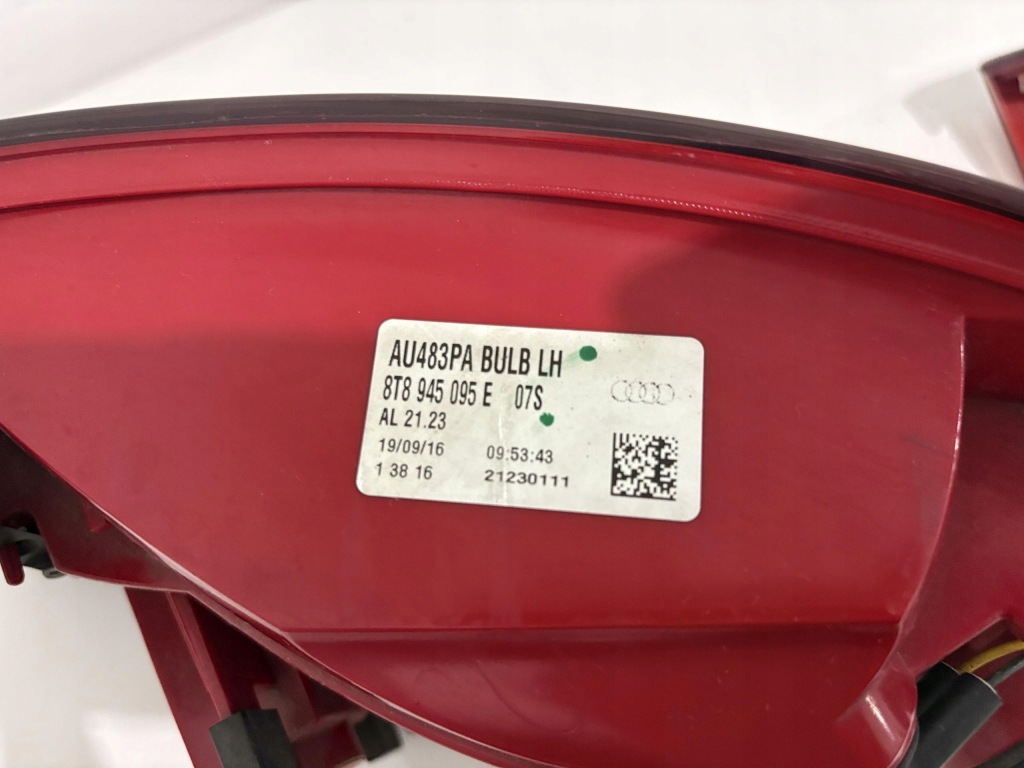 AU483PA BULB LH
8T8 945 095 E 07S
AL 21.23
19/09/16 09:53:43
1 38 16 21230111